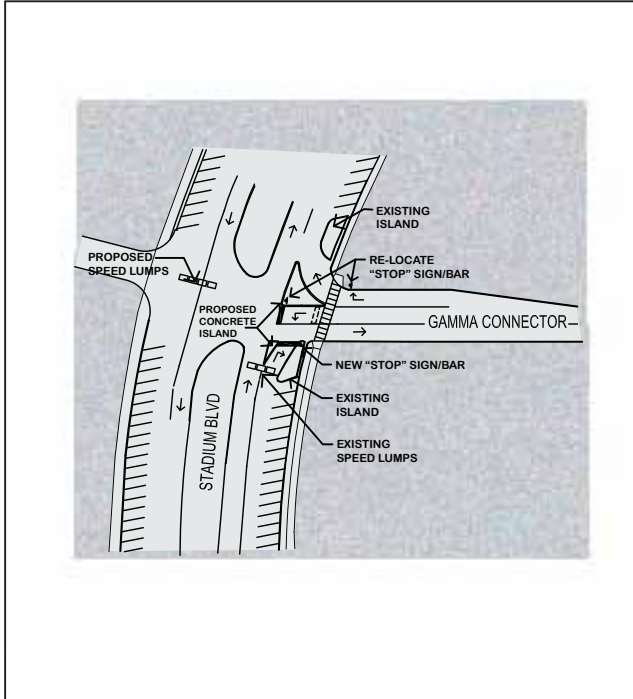 EXISTING
ISLAND
PROPOSED
SPEED LUMPS
RE-LOCATE
“STOP” SIGN/BAR
PROPOSED
CONCRETE
ISLAND
GAMMA CONNECTOR
NEW “STOP” SIGN/BAR
EXISTING
ISLAND
STADIUM BLVD
EXISTING
SPEED LUMPS